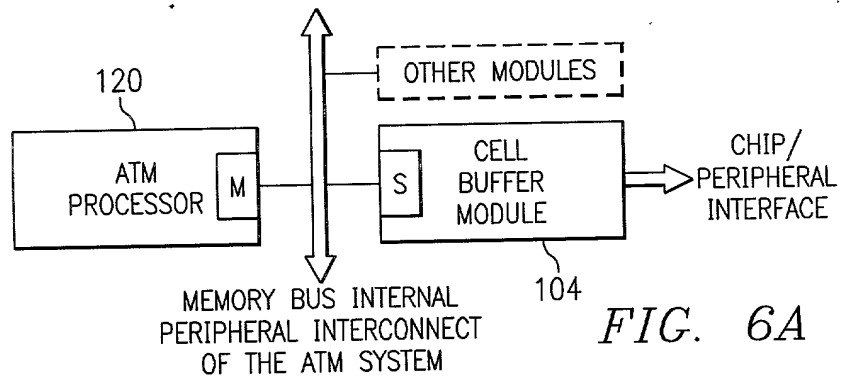 OTHER MODULES
120
ATM
PROCESSOR
M
S
CELL
BUFFER
MODULE
CHIP/
PERIPHERAL
INTERFACE
104
MEMORY BUS INTERNAL
PERIPHERAL INTERCONNECT
OF THE ATM SYSTEM
FIG. 6A